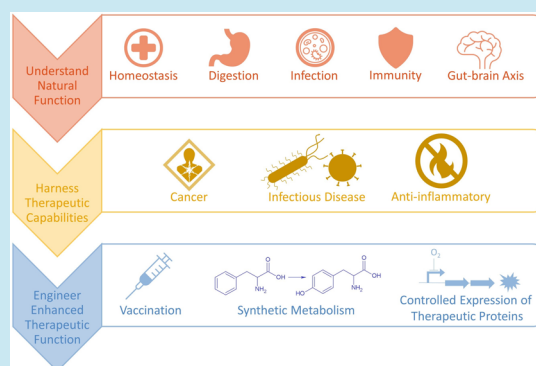 Understand
Natural
Function
Homeostasis
Digestion
Infection
Immunity
Gut-brain Axis
Harness
Therapeutic
Capabilities
Cancer
Infectious Disease
Anti-inflammatory
Engineer
Enhanced
Therapeutic
Function
Vaccination
O
OH
NH2
O
OH
NH2
HO
Synthetic Metabolism
O2
Controlled Expression of
Therapeutic Proteins